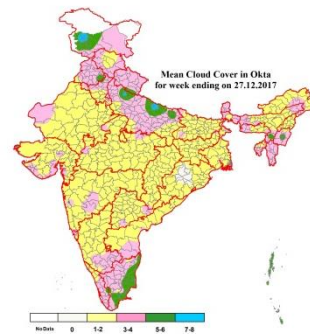 Mean Cloud Cover in Okta
for week ending on 27.12.2017
No Data 0 1-2 3-4 5-6 7-8